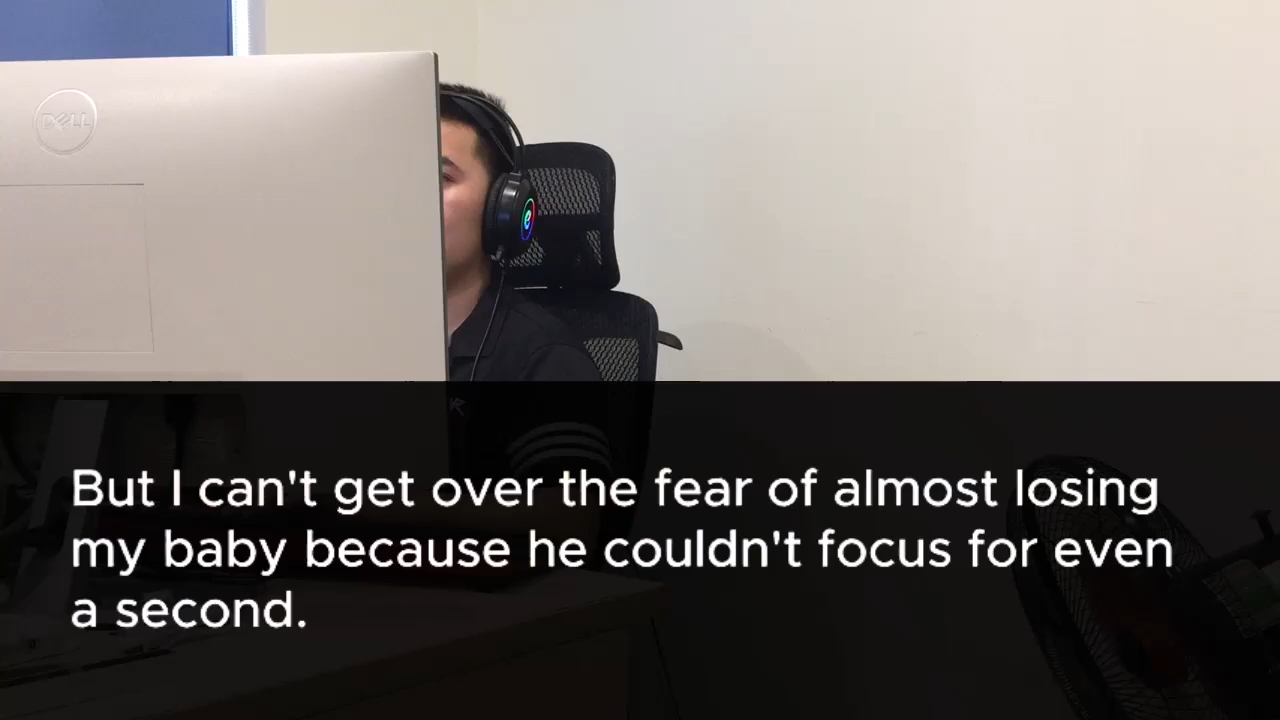 DELL
e
But I can't get over the fear of almost losing
my baby because he couldn't focus for even
a second.